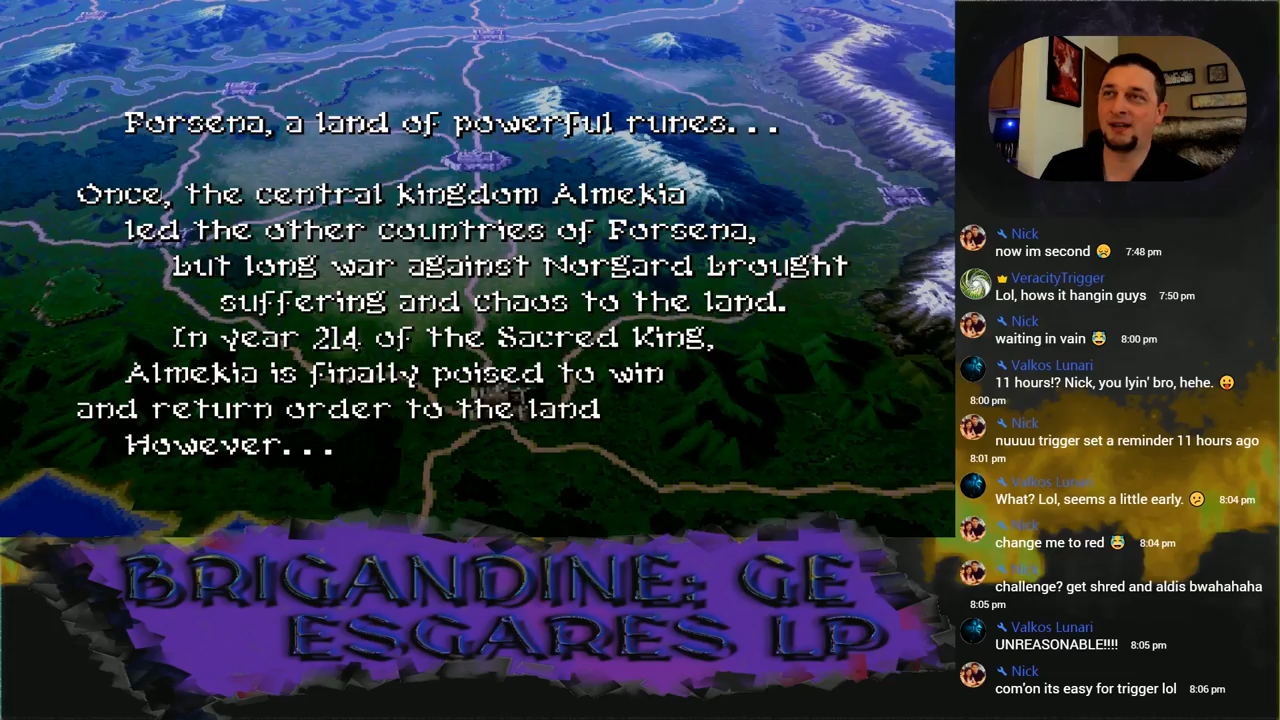 Forsena, a land of powerful runes...
Once, the central kingdom Almekia
led the other countries of Forsena,
but long war against Norgard brought
suffering and chaos to the land.
In year 214 of the Sacred King,
Almekia is finally poised to win
and return order to the land
However...
BRIGANDINE: GE
ESGARES LP
Nick
now im second 😥 7:48 pm
VeracityTrigger
Lol, hows it hangin guys 7:50 pm
Nick
waiting in vain 😅 8:00 pm
Valkos Lunari
11 hours!? Nick, you lyin' bro, hehe. 😛
8:00 pm
Nick
nuuuu trigger set a reminder 11 hours ago
8:01 pm
Valkos Lunari
What? Lol, seems a little early. 🫤 8:04 pm
Nick
change me to red 😅 8:04 pm
Nick
challenge? get shred and aldis bwahahaha
8:05 pm
Valkos Lunari
UNREASONABLE!!!! 8:05 pm
Nick
com'on its easy for trigger lol 8:06 pm